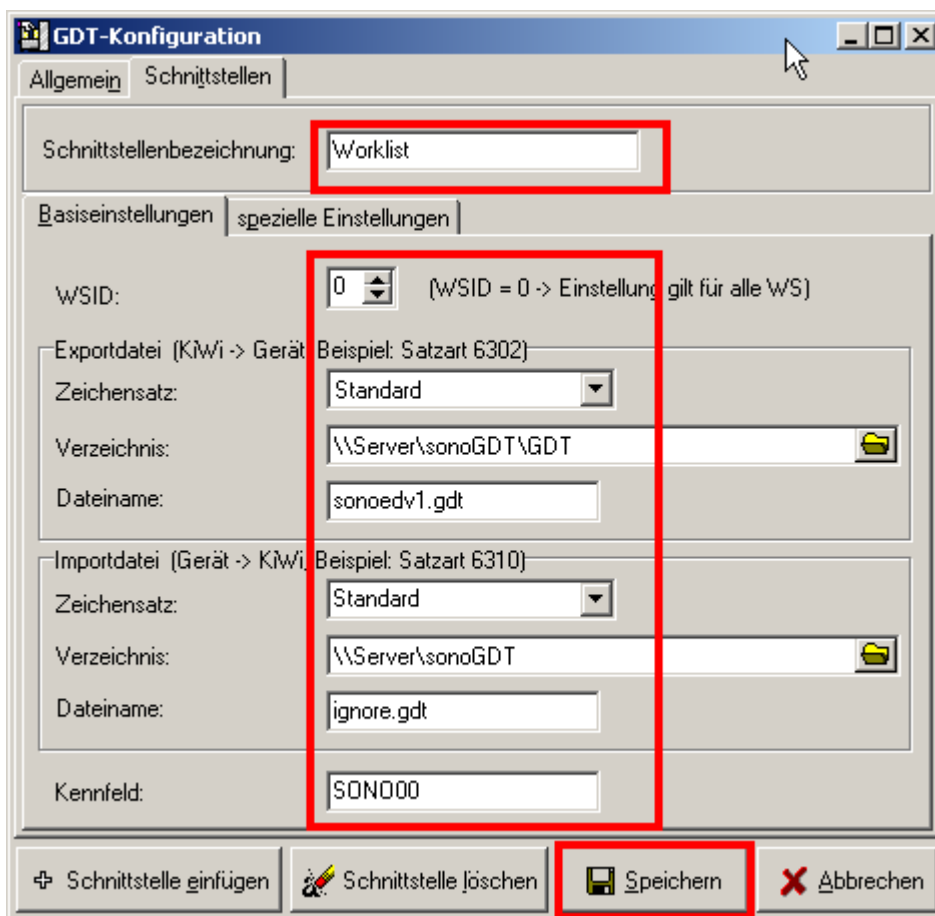 GDT-Konfiguration
Allgemein Schnittstellen
Schnittstellenbezeichnung: Worklist
Basiseinstellungen spezielle Einstellungen
WSID: 0 (WSID = 0 -> Einstellung gilt für alle WS)
Exportdatei (KiWi -> Gerät, Beispiel: Satzart 6302)
Zeichensatz: Standard
Verzeichnis: \\Server\sonoGDT\GDT
Dateiname: sonoedv1.gdt
Importdatei (Gerät -> KiWi, Beispiel: Satzart 6310)
Zeichensatz: Standard
Verzeichnis: \\Server\sonoGDT
Dateiname: ignore.gdt
Kennfeld: SONO00
Schnittstelle einfügen Schnittstelle löschen Speichern Abbrechen